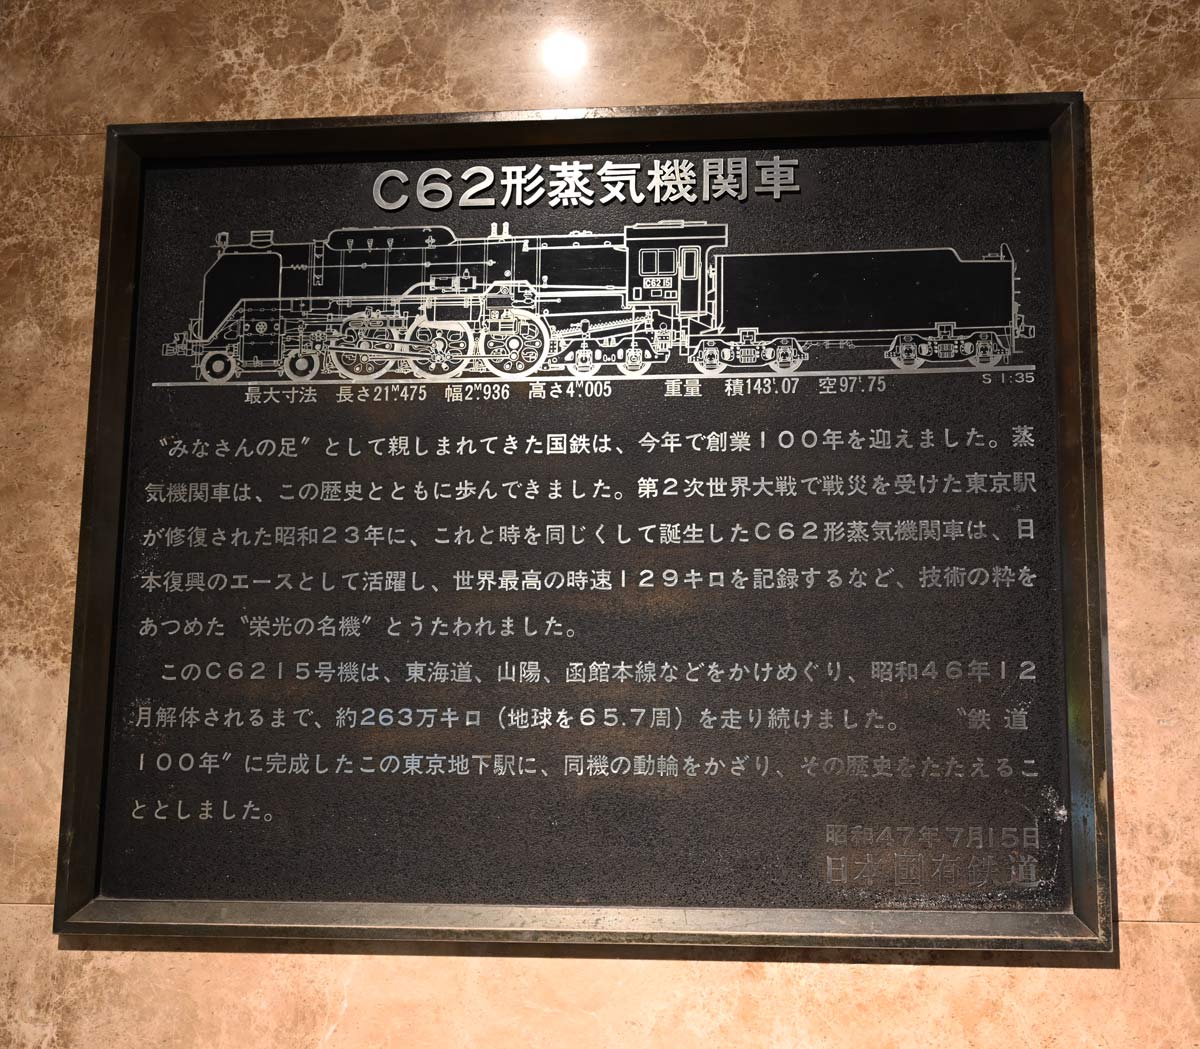 C62形蒸気機関車
C62 15
S 1:35
最大寸法 長さ21M.475 幅2M.936 高さ4M.005 重量 積143t.07 空97t.75
〝みなさんの足〟として親しまれてきた国鉄は、今年で創業100年を迎えました。蒸
気機関車は、この歴史とともに歩んできました。第2次世界大戦で戦災を受けた東京駅
が修復された昭和23年に、これと時を同じくして誕生したC62形蒸気機関車は、日
本復興のエースとして活躍し、世界最高の時速129キロを記録するなど、技術の粋を
あつめた〝栄光の名機〟とうたわれました。
このC6215号機は、東海道、山陽、函館本線などをかけめぐり、昭和46年12
月解体されるまで、約263万キロ(地球を65.7周)を走り続けました。 〝鉄道
100年〟に完成したこの東京地下駅に、同機の動輪をかざり、その歴史をたたえるこ
ととしました。
昭和47年7月15日
日本国有鉄道